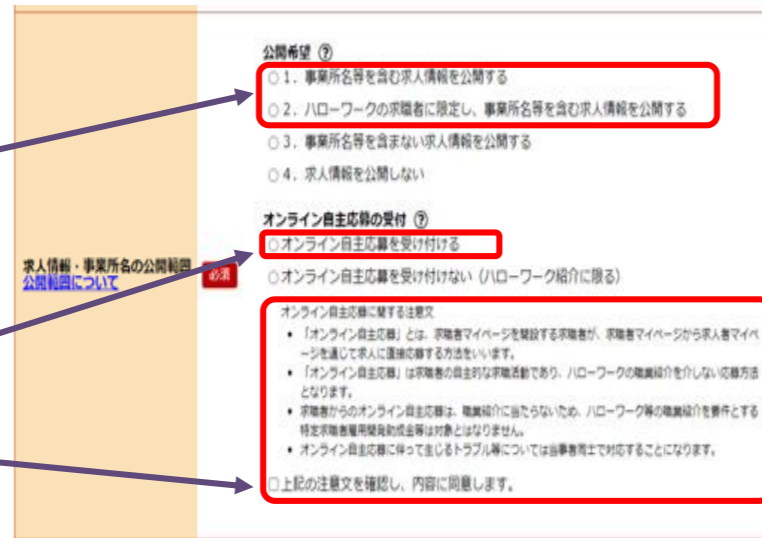 公開希望 ?
○1．事業所名等を含む求人情報を公開する
○2．ハローワークの求職者に限定し、事業所名等を含む求人情報を公開する
○3．事業所名等を含まない求人情報を公開する
○4．求人情報を公開しない
オンライン自主応募の受付 ?
○オンライン自主応募を受け付ける
求人情報・事業所名の公開範囲 必須
公開範囲について
○オンライン自主応募を受け付けない（ハローワーク紹介に限る）
オンライン自主応募に関する注意文
• 「オンライン自主応募」とは、求職者マイページを開設する求職者が、求職者マイページから求人者マイペ
ージを通じて求人に直接応募する方法をいいます。
• 「オンライン自主応募」は求職者の自主的な求職活動であり、ハローワークの職業紹介を介しない応募方法
となります。
• 求職者からのオンライン自主応募は、職業紹介に当たらないため、ハローワーク等の職業紹介を要件とする
特定求職者雇用開発助成金等は対象とはなりません。
• オンライン自主応募に伴って生じるトラブル等については当事者同士で対応することになります。
□上記の注意文を確認し、内容に同意します。